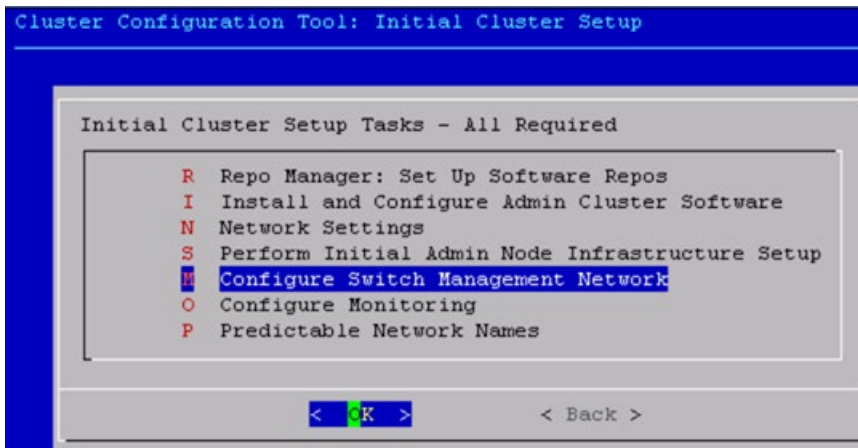 Cluster Configuration Tool: Initial Cluster Setup
Initial Cluster Setup Tasks - All Required
R Repo Manager: Set Up Software Repos
I Install and Configure Admin Cluster Software
N Network Settings
S Perform Initial Admin Node Infrastructure Setup
M Configure Switch Management Network
O Configure Monitoring
P Predictable Network Names
< OK > < Back >